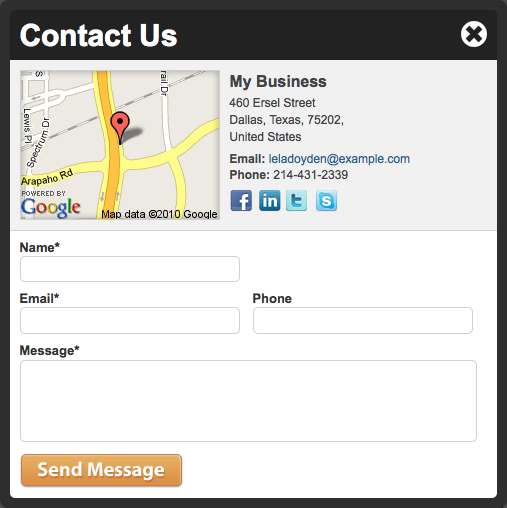 Contact Us
My Business
460 Ersel Street
Dallas, Texas, 75202,
United States
Email: leladoyden@example.com
Phone: 214-431-2339
S
rail Dr
Lewis Pl
Spectrum Dr
Arapaho Rd
POWERED BY
Google
Map data ©2010 Google
f
in
t
S
Name*
Email*
Phone
Message*
Send Message